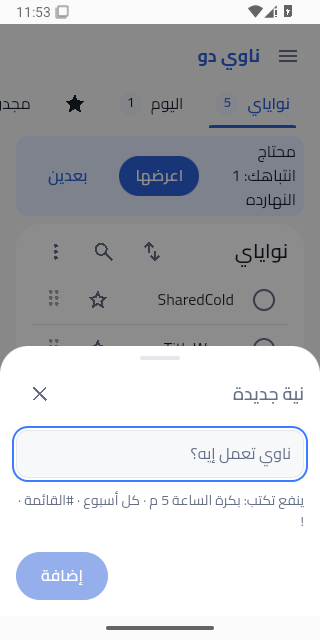 11:53
ناوي دو
نواياي 5
اليوم 1
مجدو
محتاج
انتباهك: 1
النهارده
اعرضها
بعدين
نواياي
SharedCold
نية جديدة
ناوي تعمل إيه؟
ينفع تكتب: بكرة الساعة 5 م · كل أسبوع · #القائمة ·
!
إضافة